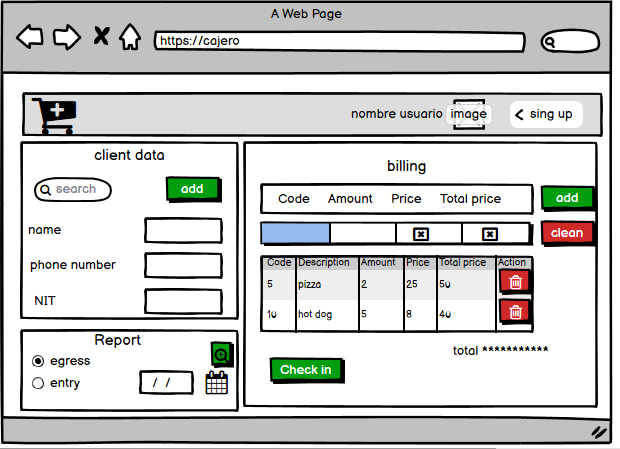 A Web Page
https://cajero
nombre usuario image sing up
client data
search add
name
phone number
NIT
Report
egress
entry / /
billing
Code Amount Price Total price add
clean
Code Description Amount Price Total price Action
5 pizza 2 25 50
10 hot dog 5 8 40
total ***********
Check in